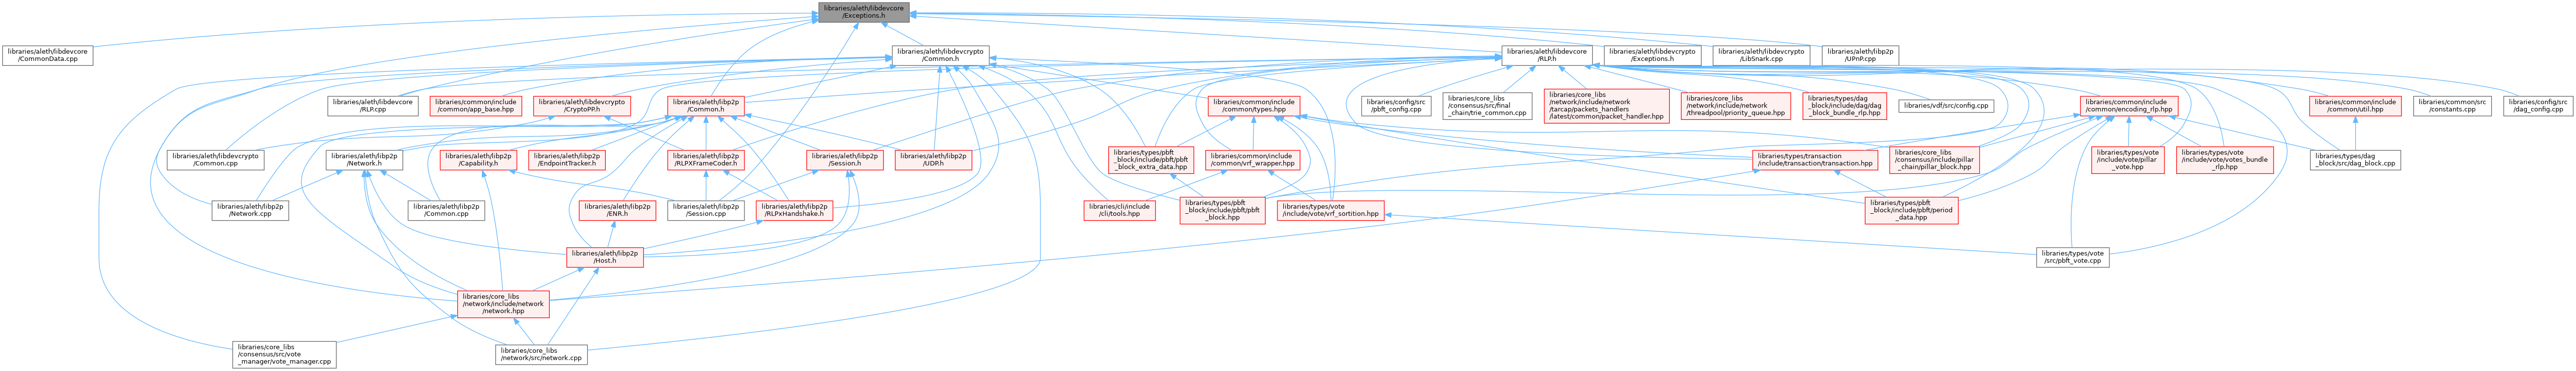 libraries/aleth/libdevcore
/Exceptions.h
libraries/aleth/libdevcore
/CommonData.cpp
libraries/aleth/libdevcrypto
/Common.h
libraries/aleth/libdevcore
/RLP.h
libraries/aleth/libdevcrypto
/Exceptions.h
libraries/aleth/libdevcrypto
/LibSnark.cpp
libraries/aleth/libp2p
/UPnP.cpp
libraries/aleth/libdevcore
/RLP.cpp
libraries/common/include
/common/app_base.hpp
libraries/aleth/libdevcrypto
/CryptoPP.h
libraries/aleth/libp2p
/Common.h
libraries/common/include
/common/types.hpp
libraries/config/src
/pbft_config.cpp
libraries/core_libs
/consensus/src/final
_chain/trie_common.cpp
libraries/core_libs
/network/include/network
/tarcap/packets_handlers
/latest/common/packet_handler.hpp
libraries/core_libs
/network/include/network
/threadpool/priority_queue.hpp
libraries/types/dag
_block/include/dag/dag
_block_bundle_rlp.hpp
libraries/vdf/src/config.cpp
libraries/common/include
/common/encoding_rlp.hpp
libraries/common/include
/common/util.hpp
libraries/common/src
/constants.cpp
libraries/config/src
/dag_config.cpp
libraries/aleth/libdevcrypto
/Common.cpp
libraries/aleth/libp2p
/Network.h
libraries/aleth/libp2p
/Capability.h
libraries/aleth/libp2p
/EndpointTracker.h
libraries/aleth/libp2p
/RLPXFrameCoder.h
libraries/aleth/libp2p
/Session.h
libraries/aleth/libp2p
/UDP.h
libraries/types/pbft
_block/include/pbft/pbft
_block_extra_data.hpp
libraries/common/include
/common/vrf_wrapper.hpp
libraries/types/transaction
/include/transaction/transaction.hpp
libraries/core_libs
/consensus/include/pillar
_chain/pillar_block.hpp
libraries/types/vote
/include/vote/pillar
_vote.hpp
libraries/types/vote
/include/vote/votes_bundle
_rlp.hpp
libraries/types/dag
_block/src/dag_block.cpp
libraries/aleth/libp2p
/Network.cpp
libraries/aleth/libp2p
/Common.cpp
libraries/aleth/libp2p
/ENR.h
libraries/aleth/libp2p
/Session.cpp
libraries/aleth/libp2p
/RLPxHandshake.h
libraries/cli/include
/cli/tools.hpp
libraries/types/pbft
_block/include/pbft/pbft
_block.hpp
libraries/types/vote
/include/vote/vrf_sortition.hpp
libraries/types/pbft
_block/include/pbft/period
_data.hpp
libraries/aleth/libp2p
/Host.h
libraries/types/vote
/src/pbft_vote.cpp
libraries/core_libs
/network/include/network
/network.hpp
libraries/core_libs
/consensus/src/vote
_manager/vote_manager.cpp
libraries/core_libs
/network/src/network.cpp